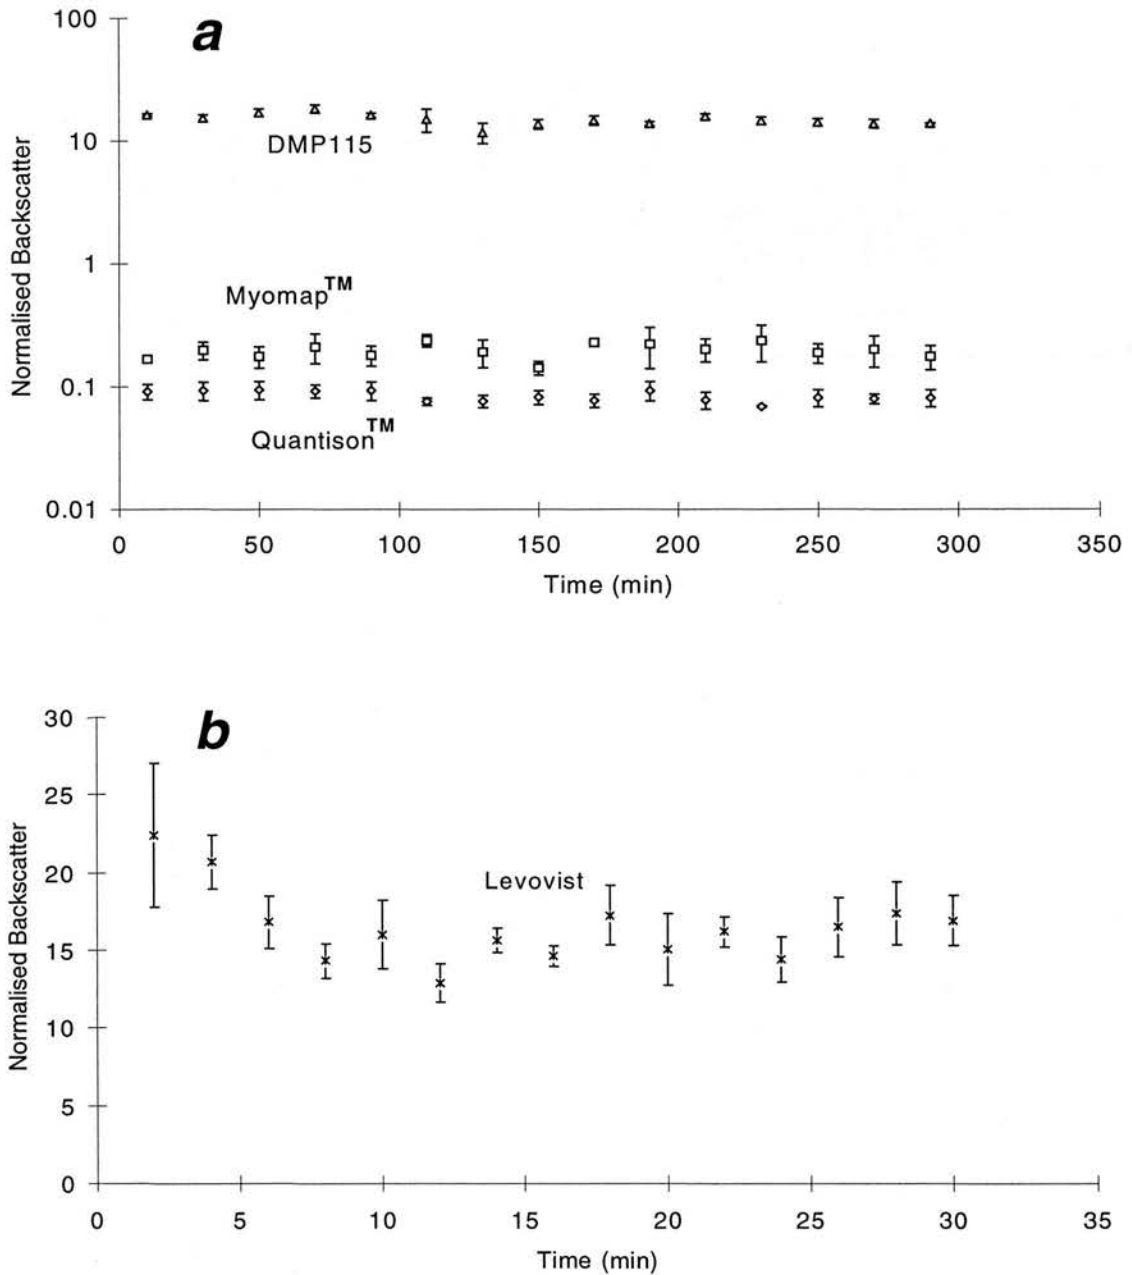 a
100
10
1
0.1
0.01
Normalised Backscatter
DMP115
Myomap™
Quantison™
0 50 100 150 200 250 300 350
Time (min)
b
30
25
20
15
10
5
0
Normalised Backscatter
Levovist
0 5 10 15 20 25 30 35
Time (min)